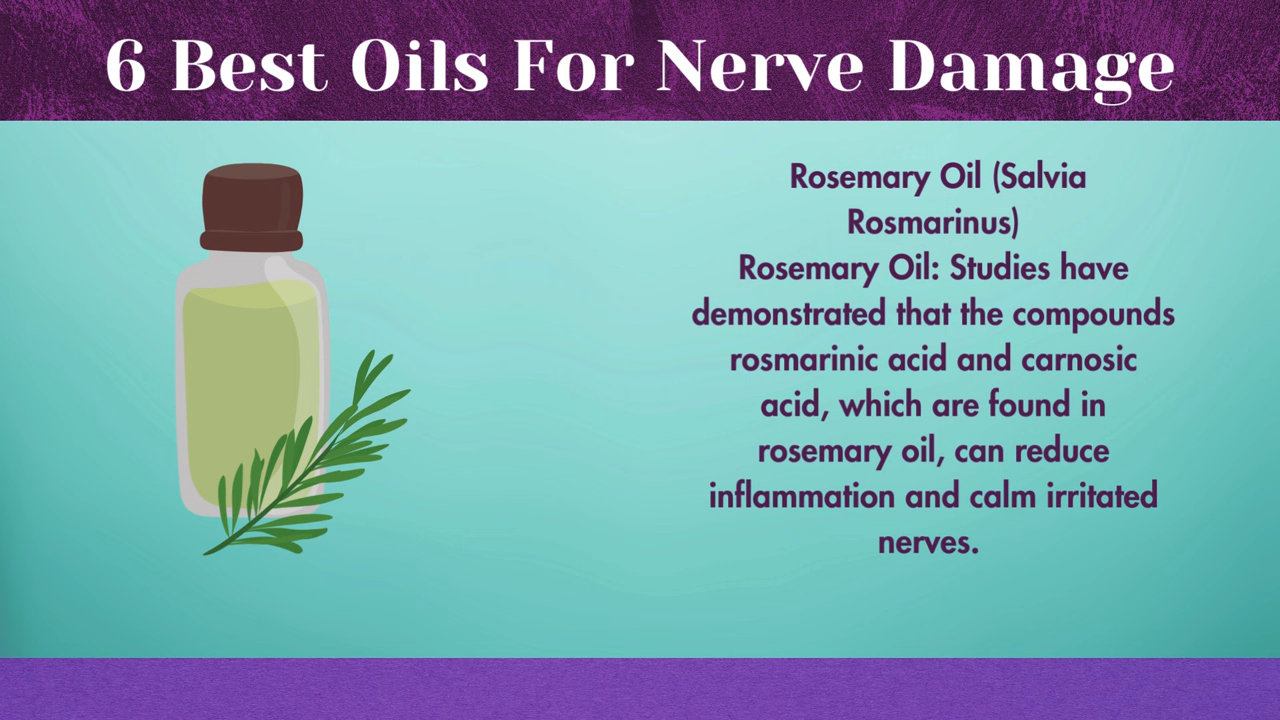 6 Best Oils For Nerve Damage
Rosemary Oil (Salvia
Rosmarinus)
Rosemary Oil: Studies have
demonstrated that the compounds
rosmarinic acid and carnosic
acid, which are found in
rosemary oil, can reduce
inflammation and calm irritated
nerves.